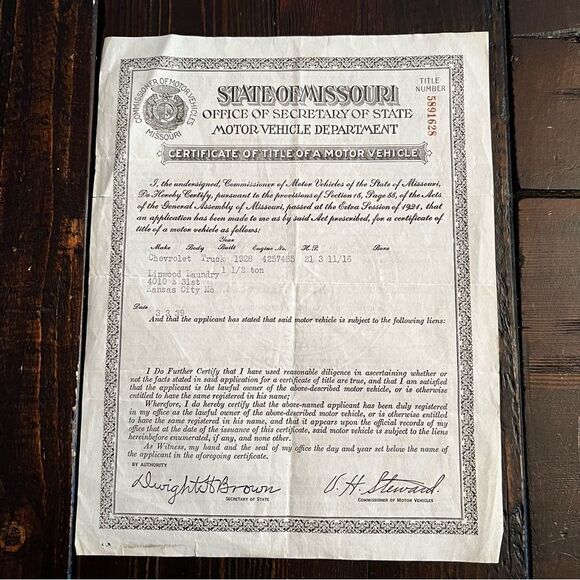 COMMISSIONER OF MOTOR VEHICLES
MISSOURI
STATE OF MISSOURI
OFFICE OF SECRETARY OF STATE
MOTOR VEHICLE DEPARTMENT
TITLE
NUMBER
5891628
CERTIFICATE OF TITLE OF A MOTOR VEHICLE
I, the undersigned, Commissioner of Motor Vehicles of the State of Missouri,
Do Hereby Certify, pursuant to the provisions of Section 18, Page 88, of the Acts
of the General Assembly of Missouri, passed at the Extra Session of 1921, that
an application has been made to me as by said Act prescribed, for a certificate of
title of a motor vehicle as follows:
Make Body Year Built Engine No. H.P. Bore
Chevrolet Truck 1928 4257485 21 3 11/16
1 1/2 ton
Linwood Laundry
4010 E 31st
Kansas City Mo
Date
3 3 39
And that the applicant has stated that said motor vehicle is subject to the following liens:
I Do Further Certify that I have used reasonable diligence in ascertaining whether or
not the facts stated in said application for a certificate of title are true, and that I am satisfied
that the applicant is the lawful owner of the above-described motor vehicle, or is otherwise
entitled to have the same registered in his name;
Wherefore, I do hereby certify that the above-named applicant has been duly registered
in my office as the lawful owner of the above-described motor vehicle, or is otherwise entitled
to have the same registered in his name, and that it appears upon the official records of my
office that at the date of the issuance of this certificate, said motor vehicle is subject to the liens
hereinbefore enumerated, if any, and none other.
As Witness, my hand and the seal of my office the day and year set below the name of
the applicant in the aforegoing certificate.
BY AUTHORITY
Dwight H Brown
SECRETARY OF STATE
V. H. Steward.
COMMISSIONER OF MOTOR VEHICLES